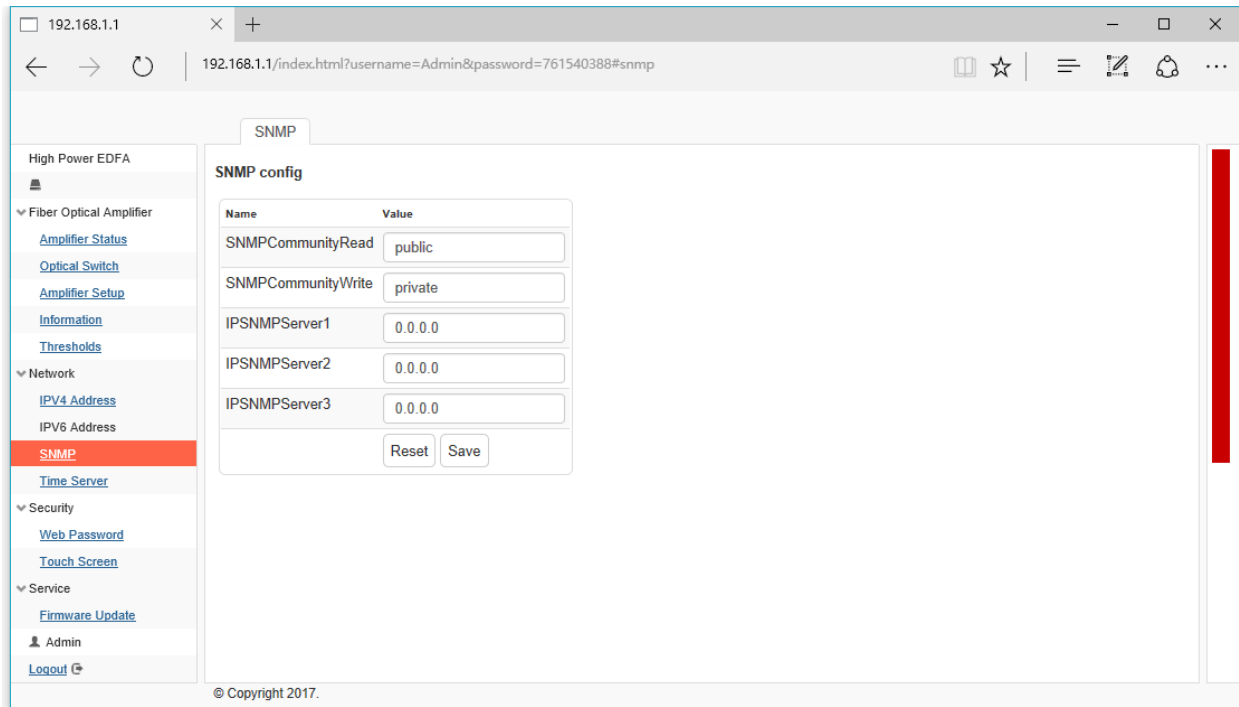 192.168.1.1
192.168.1.1/index.html?username=Admin&password=761540388#snmp
SNMP
High Power EDFA
Fiber Optical Amplifier
Amplifier Status
Optical Switch
Amplifier Setup
Information
Thresholds
Network
IPV4 Address
IPV6 Address
SNMP
Time Server
Security
Web Password
Touch Screen
Service
Firmware Update
Admin
Logout
SNMP config
Name Value
SNMPCommunityRead public
SNMPCommunityWrite private
IPSNMPServer1 0.0.0.0
IPSNMPServer2 0.0.0.0
IPSNMPServer3 0.0.0.0
Reset Save
© Copyright 2017.